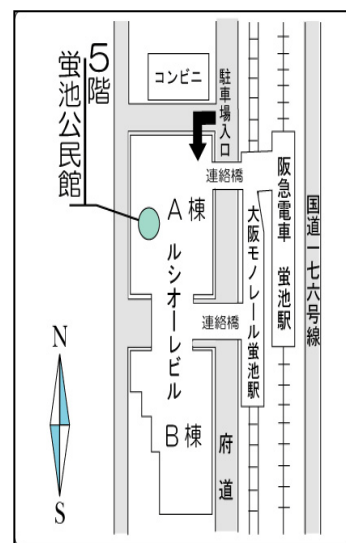 5階
蛍池公民館
コンビニ
駐車場入口
連絡橋
A棟
ルシオーレビル
連絡橋
B棟
府道
大阪モノレール蛍池駅
阪急電車 蛍池駅
国道一七六号線
N
S